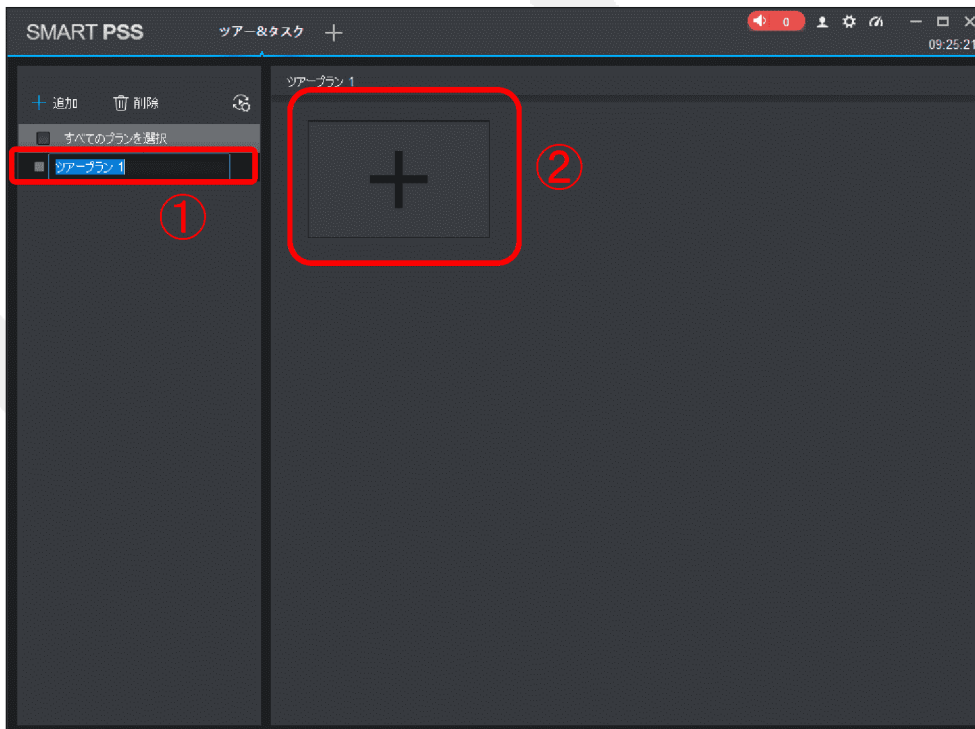 SMART PSS
ツアー&タスク
0
09:25:21
追加
削除
すべてのプランを選択
ツアープラン 1
①
ツアープラン 1
②